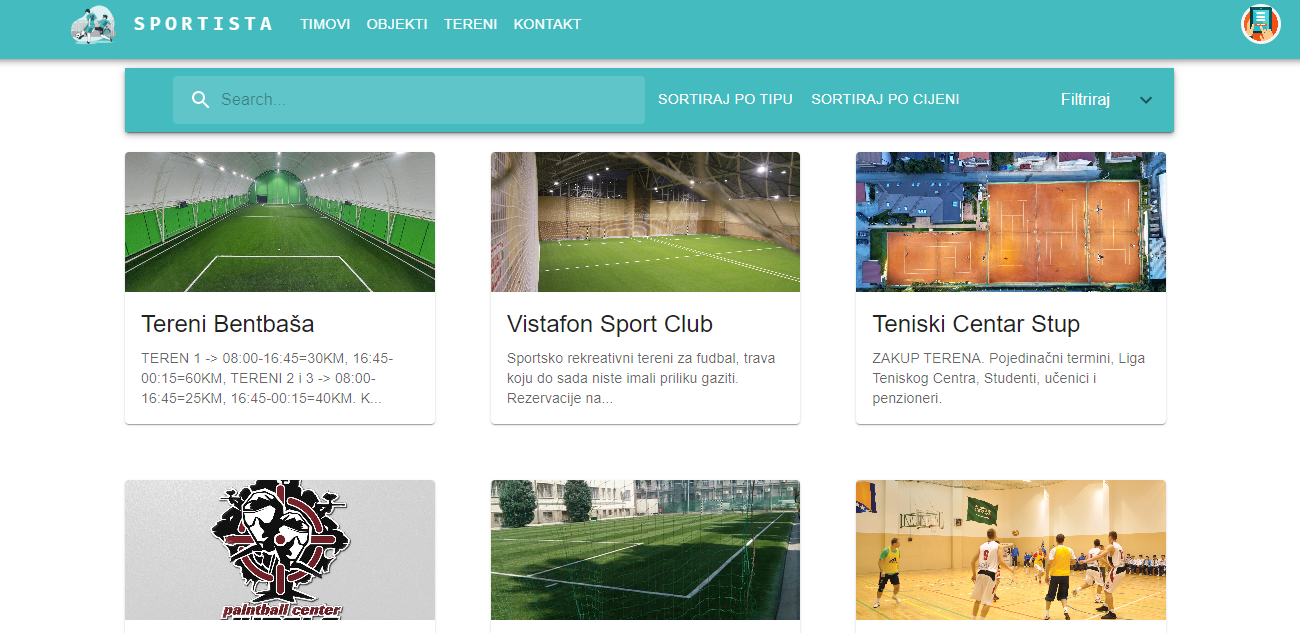 SPORTISTA
TIMOVI OBJEKTI TERENI KONTAKT
Search...
SORTIRAJ PO TIPU SORTIRAJ PO CIJENI Filtriraj
Tereni Bentbaša
TEREN 1 -> 08:00-16:45=30KM, 16:45-
00:15=60KM, TERENI 2 i 3 -> 08:00-
16:45=25KM, 16:45-00:15=40KM. K...
Vistafon Sport Club
Sportsko rekreativni tereni za fudbal, trava
koju do sada niste imali priliku gaziti.
Rezervacije na...
Teniski Centar Stup
ZAKUP TERENA. Pojedinačni termini, Liga
Teniskog Centra, Studenti, učenici i
penzioneri.
paintball center